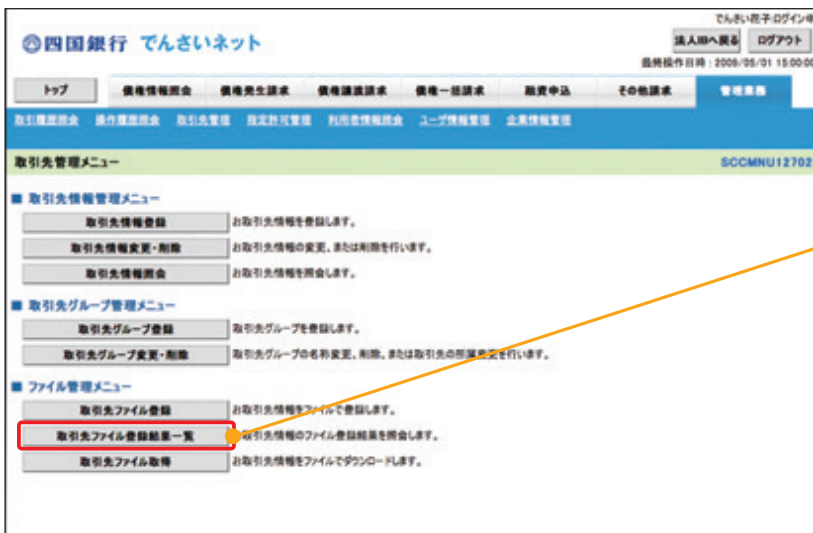 でんさい花子:ログイン中
四国銀行 でんさいネット
法人IBへ戻る ログアウト
最終操作日時:2009/05/01 15:00:00
トップ 債権情報照会 債権発生請求 債権譲渡請求 債権一括請求 融資申込 その他請求 管理業務
取引履歴照会 操作履歴照会 取引先管理 指定許可管理 利用者情報照会 ユーザ情報管理 企業情報管理
取引先管理メニュー SCCMNU12702
■ 取引先情報管理メニュー
取引先情報登録 お取引先情報を登録します。
取引先情報変更・削除 お取引先情報の変更、または削除を行います。
取引先情報照会 お取引先情報を照会します。
■ 取引先グループ管理メニュー
取引先グループ登録 取引先グループを登録します。
取引先グループ変更・削除 取引先グループの名称変更、削除、または取引先の所属変更を行います。
■ ファイル管理メニュー
取引先ファイル登録 お取引先情報をファイルで登録します。
取引先ファイル登録結果一覧 お取引先情報のファイル登録結果を照会します。
取引先ファイル取得 お取引先情報をファイルでダウンロードします。